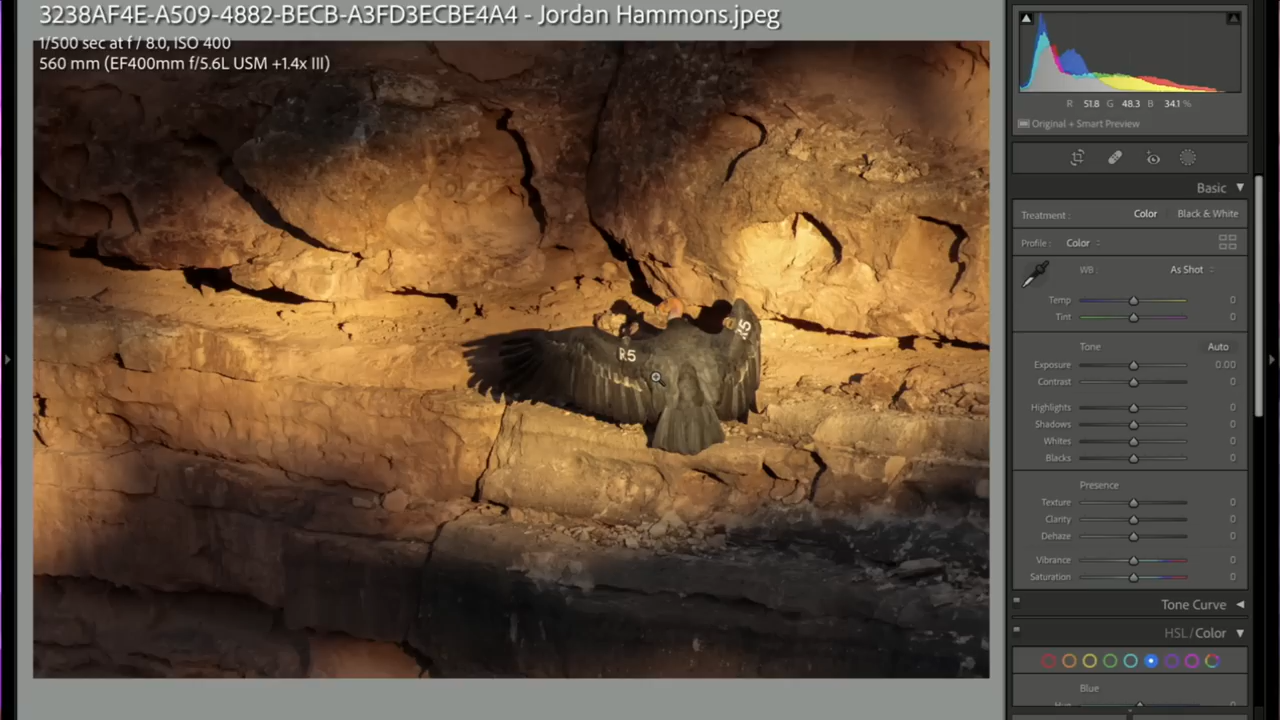 3238AF4E-A509-4882-BECB-A3FD3ECBE4A4 - Jordan Hammons.jpeg
1/500 sec at f / 8.0, ISO 400
560 mm (EF400mm f/5.6L USM +1.4x III)
R5
R5
R 51.8 G 48.3 B 34.1 %
Original + Smart Preview
Basic
Treatment : Color Black & White
Profile : Color
WB : As Shot
Temp 0
Tint 0
Tone Auto
Exposure 0.00
Contrast 0
Highlights 0
Shadows 0
Whites 0
Blacks 0
Presence
Texture 0
Clarity 0
Dehaze 0
Vibrance 0
Saturation 0
Tone Curve
HSL / Color
Blue